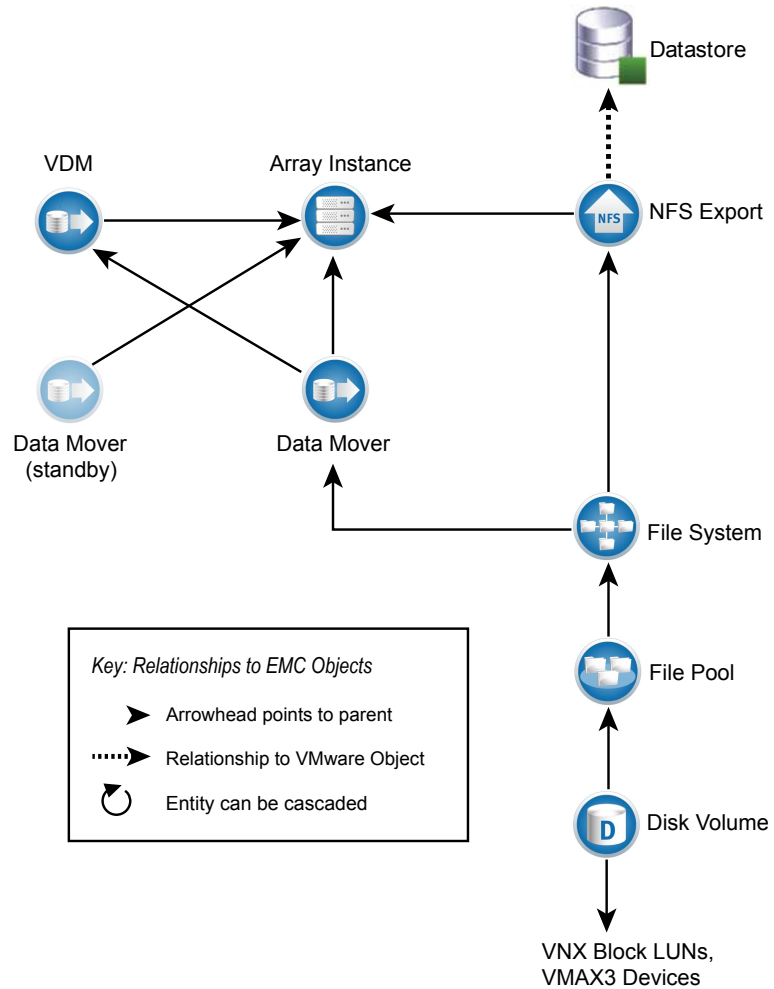 Datastore
VDM
Array Instance
NFS
NFS Export
Data Mover
(standby)
Data Mover
File System
Key: Relationships to EMC Objects
Arrowhead points to parent
Relationship to VMware Object
Entity can be cascaded
File Pool
D
Disk Volume
VNX Block LUNs,
VMAX3 Devices